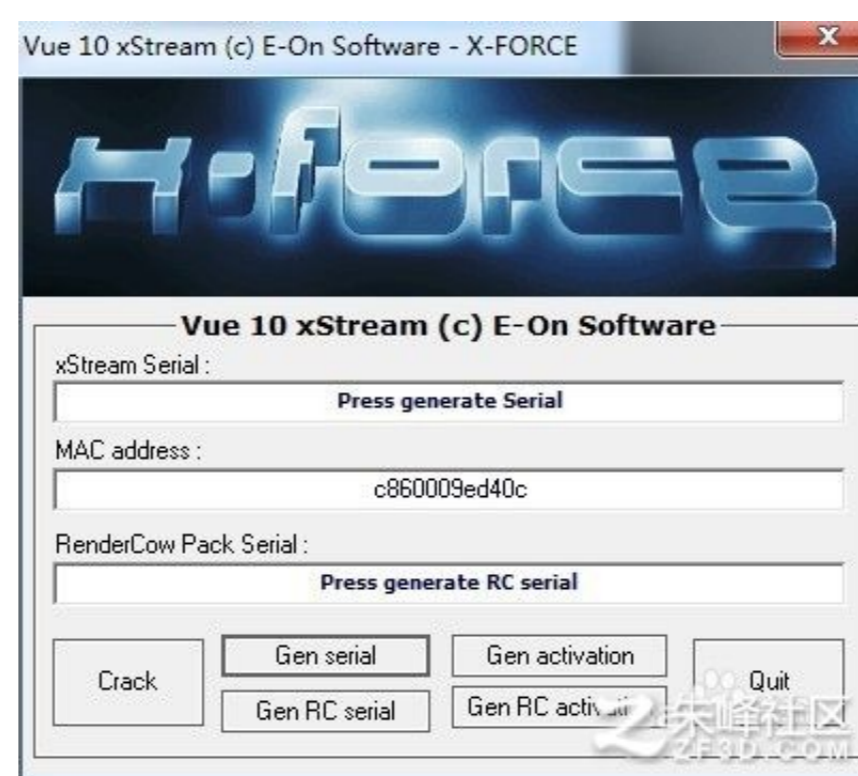 Vue 10 xStream (c) E-On Software - X-FORCE
x
x-force
Vue 10 xStream (c) E-On Software
xStream Serial :
Press generate Serial
MAC address :
c860009ed40c
RenderCow Pack Serial :
Press generate RC serial
Crack
Gen serial
Gen activation
Gen RC serial
Gen RC
Quit
朱峰社区
ZF3D.COM